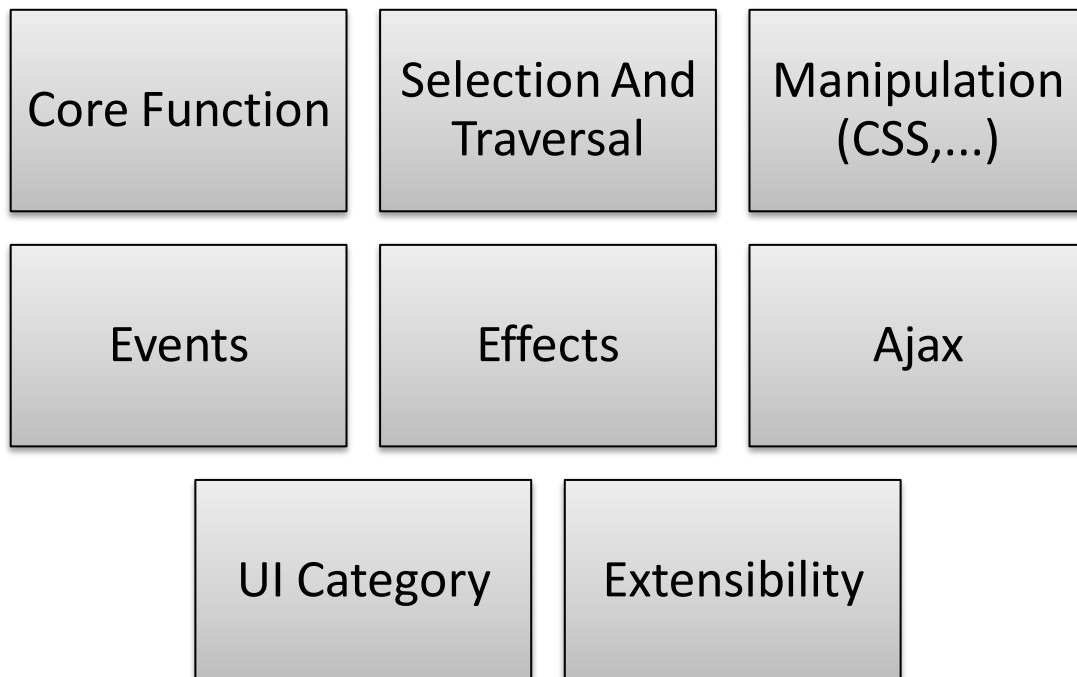 Core Function
Selection And
Traversal
Manipulation
(CSS,...)
Events
Effects
Ajax
UI Category
Extensibility